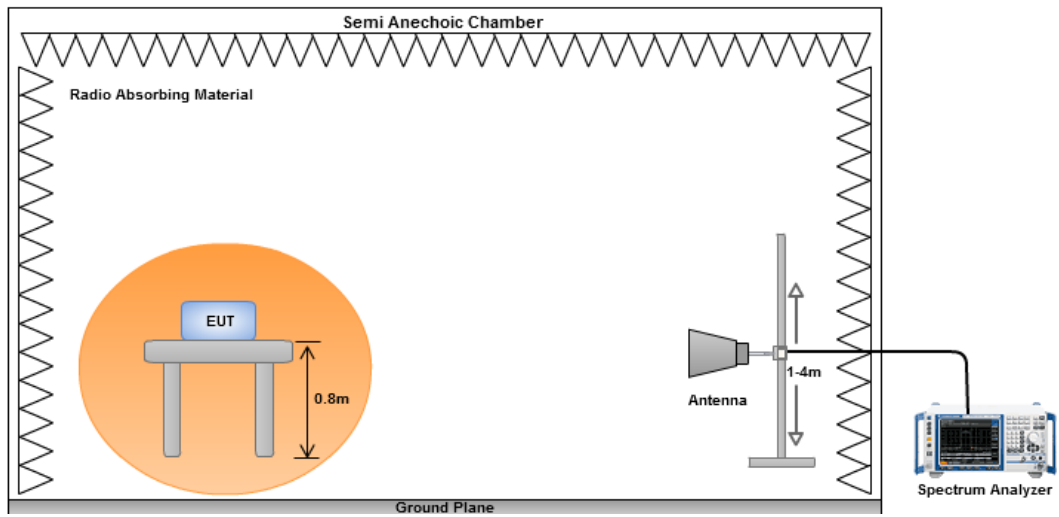 Semi Anechoic Chamber
Radio Absorbing Material
EUT
0.8m
1-4m
Antenna
Spectrum Analyzer
Ground Plane